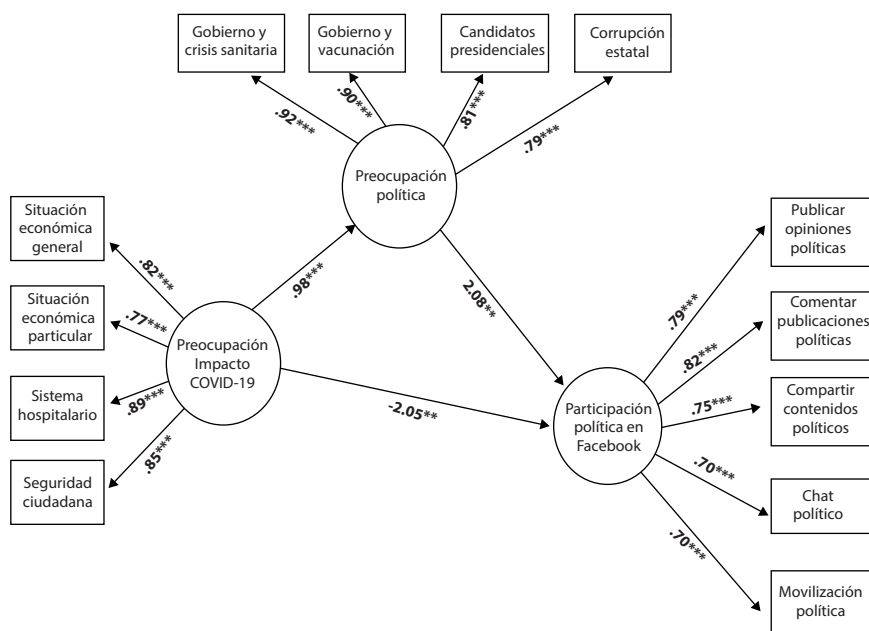 Gobierno y
crisis sanitaria
Gobierno y
vacunación
Candidatos
presidenciales
Corrupción
estatal
.92***
.90***
.81***
.79***
Preocupación
política
Situación
económica
general
Situación
económica
particular
Sistema
hospitalario
Seguridad
ciudadana
.82***
.77***
.89***
.85***
Preocupación
Impacto
COVID-19
.98***
2.08**
-2.05**
Participación
política en
Facebook
.79***
.82***
.75***
.70***
.70***
Publicar
opiniones
políticas
Comentar
publicaciones
políticas
Compartir
contenidos
políticos
Chat
político
Movilización
política